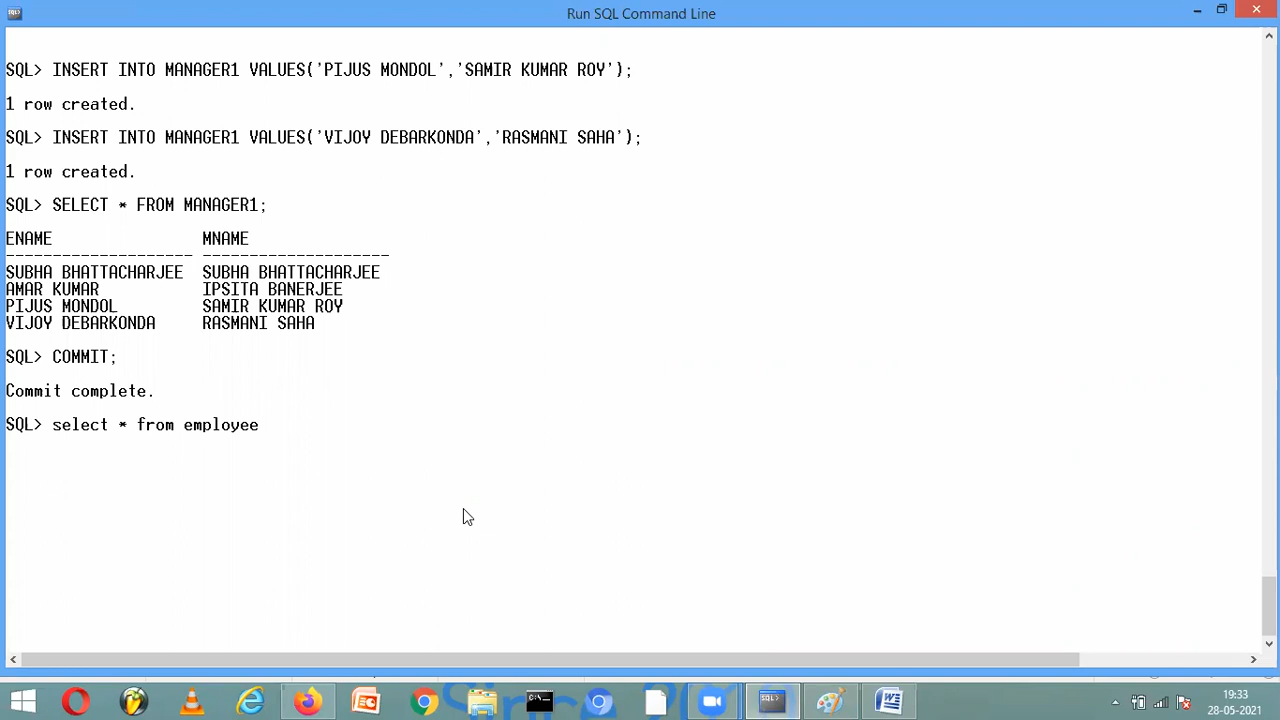 Run SQL Command Line
SQL> INSERT INTO MANAGER1 VALUES('PIJUS MONDOL','SAMIR KUMAR ROY');
1 row created.
SQL> INSERT INTO MANAGER1 VALUES('VIJOY DEBARKONDA','RASMANI SAHA');
1 row created.
SQL> SELECT * FROM MANAGER1;
ENAME MNAME
-------------------- --------------------
SUBHA BHATTACHARJEE SUBHA BHATTACHARJEE
AMAR KUMAR IPSITA BANERJEE
PIJUS MONDOL SAMIR KUMAR ROY
VIJOY DEBARKONDA RASMANI SAHA
SQL> COMMIT;
Commit complete.
SQL> select * from employee
Since 20
19:33
28-05-2021